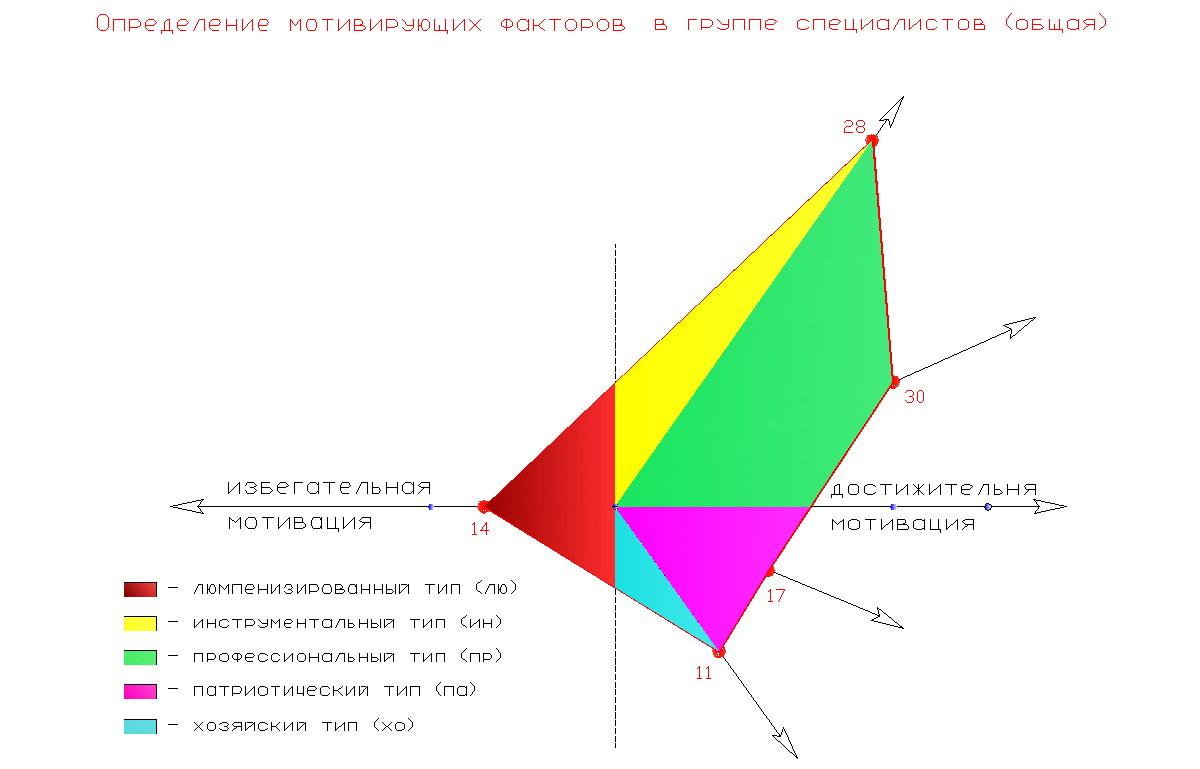 Определение мотивирующих факторов в группе специалистов (общая)
28
30
избегательная
достижительня
14
мотивация
мотивация
17
11
– люмпенизированный тип (лю)
– инструментальный тип (ин)
– профессиональный тип (пр)
– патриотический тип (па)
– хозяйский тип (хо)